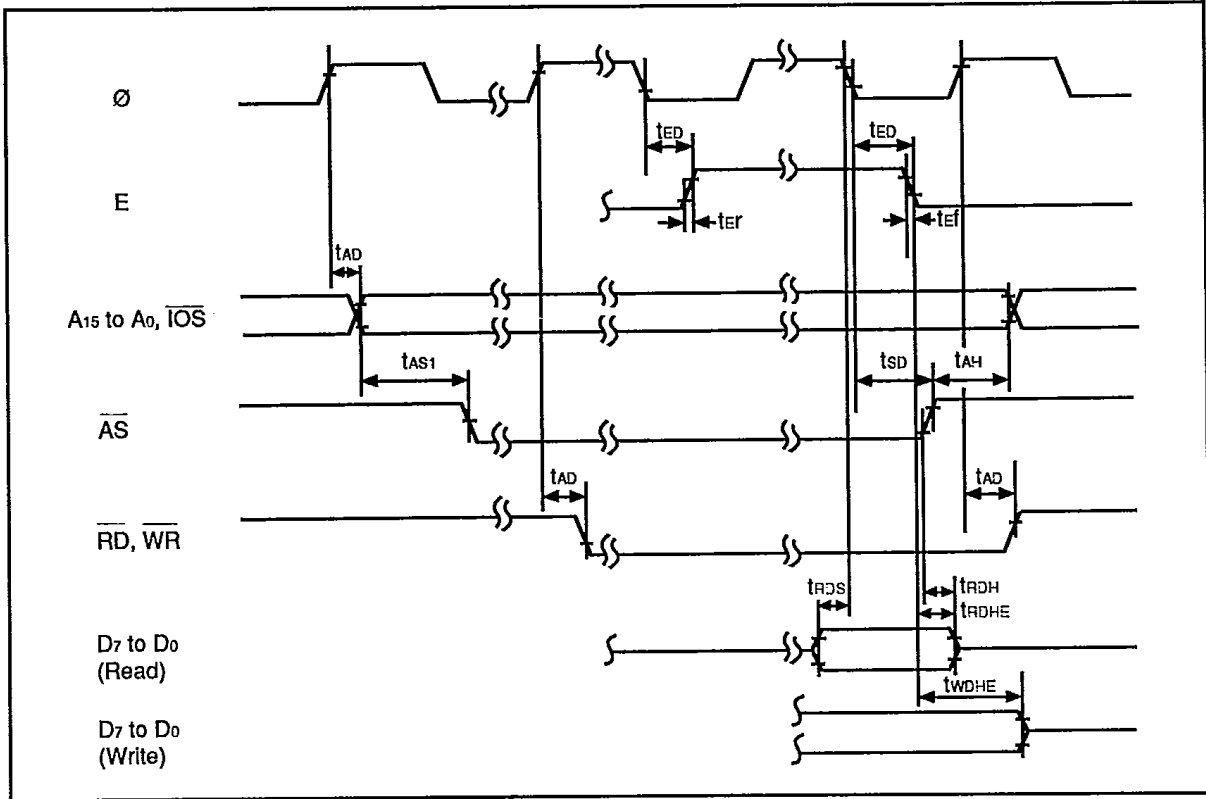 Ø
tED
tED
E
tEr
tEf
tAD
A15 to A0, IOS
tAS1
tSD
tAH
AS
tAD
tAD
RD, WR
tRDS
tRDH
tRDHE
D7 to D0
(Read)
tWDHE
D7 to D0
(Write)